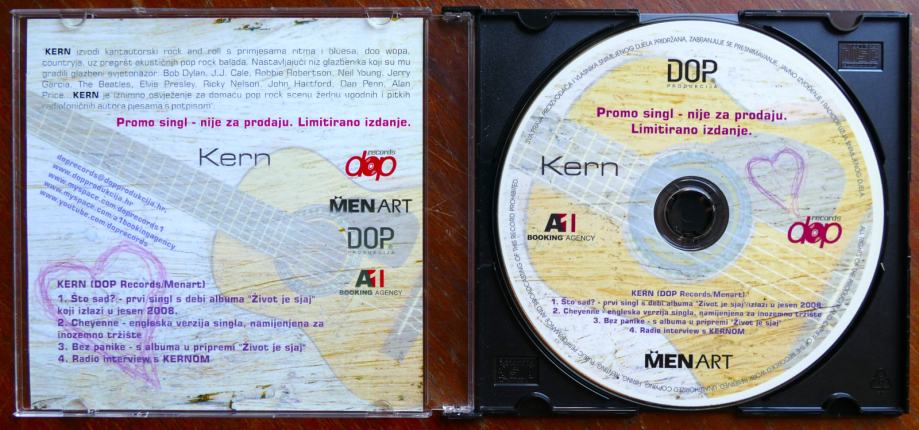 KERN izvodi kantautorski rock and roll s primjesama ritma i bluesa, doo wopa,
countryja, uz pregršt akustičnih pop rock balada. Nastavljajući niz glazbenika koji su mu
gradili glazbeni svjetonazor: Bob Dylan, J.J. Cale, Robbie Robertson, Neil Young, Jerry
Garcia, The Beatles, Elvis Presley, Ricky Nelson, John Hartford, Dan Penn, Alan
Price... KERN je iznimno osvježenje za domaću pop rock scenu žednu ugodnih i pitkih
radiofoničnih autora pjesama s potpisom.
Promo singl - nije za prodaju. Limitirano izdanje.
Kern
records
dop
doprecords@dopprodukcija.hr,
www.dopprodukcija.hr
www.myspace.com/doprecords1
www.myspace.com/a1bookingagency
www.youtube.com/doprecords
MENART
DOP
PRODUKCIJA
A1
BOOKING AGENCY
KERN (DOP Records/Menart)
1. Što sad? - prvi singl s debi albuma "Život je sjaj"
koji izlazi u jesen 2008.
2. Cheyenne - engleska verzija singla, namijenjena za
inozemno tržište
3. Bez panike - s albuma u pripremi "Život je sjaj"
4. Radio interview s KERNOM
DOP
PRODUKCIJA
Promo singl - nije za prodaju.
Limitirano izdanje.
Kern
A1
BOOKING AGENCY
records
dop
KERN (DOP Records/Menart)
1. Što sad? - prvi singl s debi albuma "Život je sjaj" izlazi u jesen 2008.
2. Cheyenne - engleska verzija singla, namijenjena za inozemno tržište
3. Bez panike - s albuma u pripremi "Život je sjaj"
4. Radio interview s KERNOM
MENART